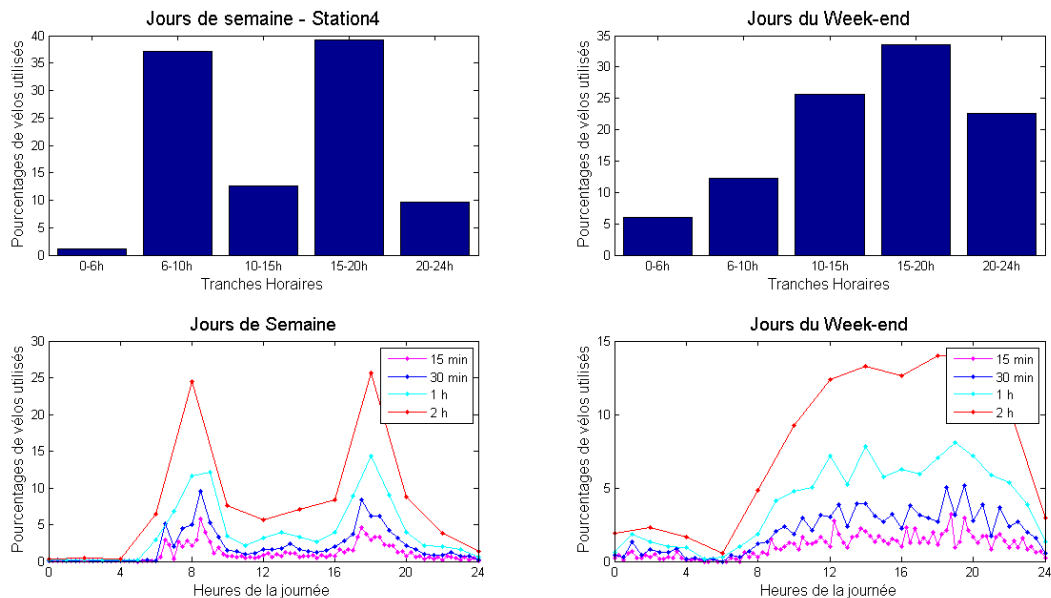 Jours de semaine - Station4
Pourcentages de vélos utilisés
40
35
30
25
20
15
10
5
0
0-6h 6-10h 10-15h 15-20h 20-24h
Tranches Horaires
Jours du Week-end
Pourcentages de vélos utilisés
35
30
25
20
15
10
5
0
0-6h 6-10h 10-15h 15-20h 20-24h
Tranches Horaires
Jours de Semaine
Pourcentages de vélos utilisés
30
25
20
15
10
5
0
0 4 8 12 16 20 24
Heures de la journée
15 min
30 min
1 h
2 h
Jours du Week-end
Pourcentages de vélos utilisés
15
10
5
0
0 4 8 12 16 20 24
Heures de la journée
15 min
30 min
1 h
2 h